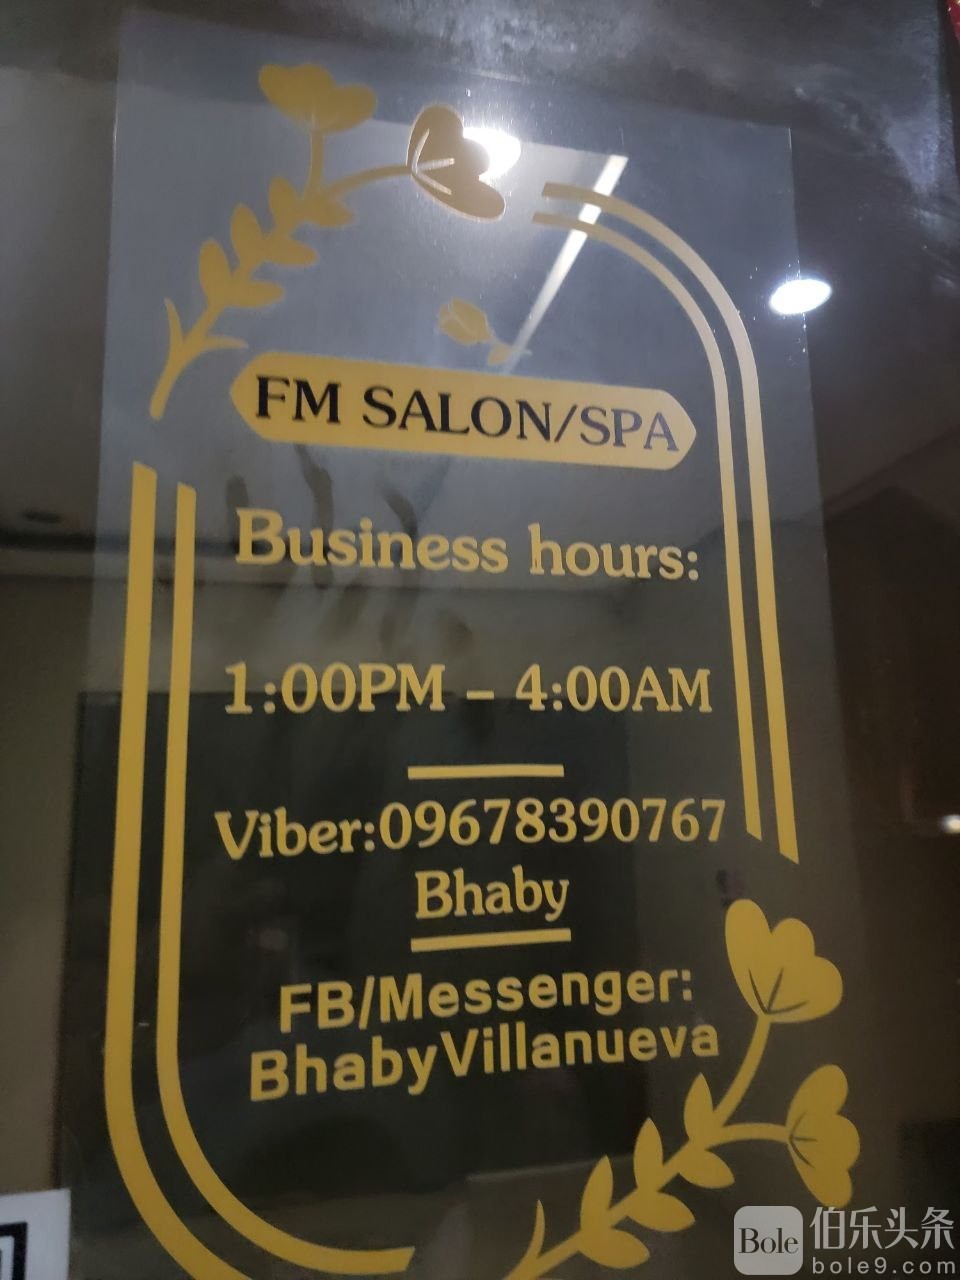 FM SALON/SPA
Business hours:
1:00PM - 4:00AM
Viber:09678390767
Bhaby
FB/Messenger:
BhabyVillanueva
Bole 伯乐头条
bole9.com